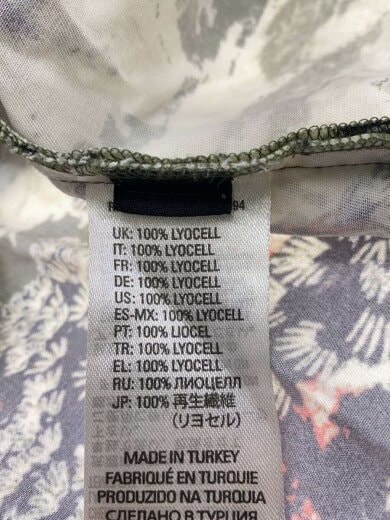 94
UK: 100% LYOCELL
IT: 100% LYOCELL
FR: 100% LYOCELL
DE: 100% LYOCELL
US: 100% LYOCELL
ES-MX: 100% LYOCELL
PT: 100% LIOCEL
TR: 100% LYOCELL
EL: 100% LYOCELL
RU: 100% ЛИОЦЕЛЛ
JP: 100% 再生繊維
(リヨセル)
MADE IN TURKEY
FABRIQUÉ EN TURQUIE
PRODUZIDO NA TURQUIA
СДЕЛАНО В ТУРЦИИ